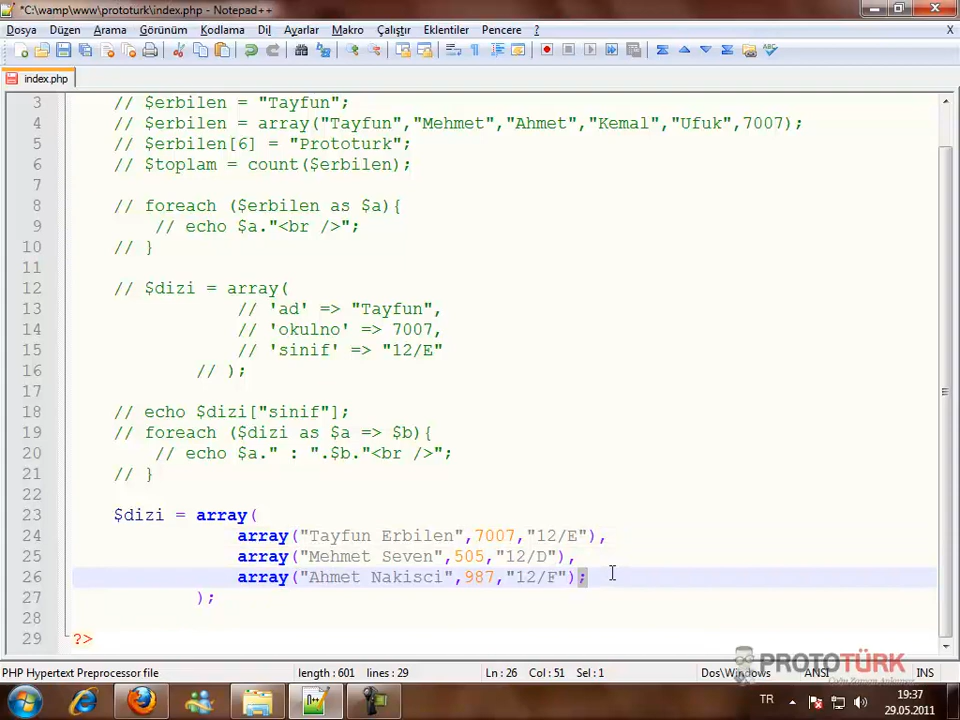 *C:\wamp\www\prototurk\index.php - Notepad++
Dosya Düzen Arama Görünüm Kodlama Dil Ayarlar Makro Çalıştır Eklentiler Pencere ? X
index.php
3 // $erbilen = "Tayfun";
4 // $erbilen = array("Tayfun","Mehmet","Ahmet","Kemal","Ufuk",7007);
5 // $erbilen[6] = "Prototurk";
6 // $toplam = count($erbilen);
7
8 // foreach ($erbilen as $a){
9 // echo $a."<br />";
10 // }
11
12 // $dizi = array(
13 // 'ad' => "Tayfun",
14 // 'okulno' => 7007,
15 // 'sinif' => "12/E"
16 // );
17
18 // echo $dizi["sinif"];
19 // foreach ($dizi as $a => $b){
20 // echo $a." : ".$b."<br />";
21 // }
22
23 $dizi = array(
24 array("Tayfun Erbilen",7007,"12/E"),
25 array("Mehmet Seven",505,"12/D"),
26 array("Ahmet Nakisci",987,"12/F");
27 );
28
29 ?>
PROTOTÜRK
PHP Hypertext Preprocessor file length : 601 lines : 29 Ln : 26 Col : 51 Sel : 1 Dos\Windows ANSI INS
TR 19:37
29.05.2011